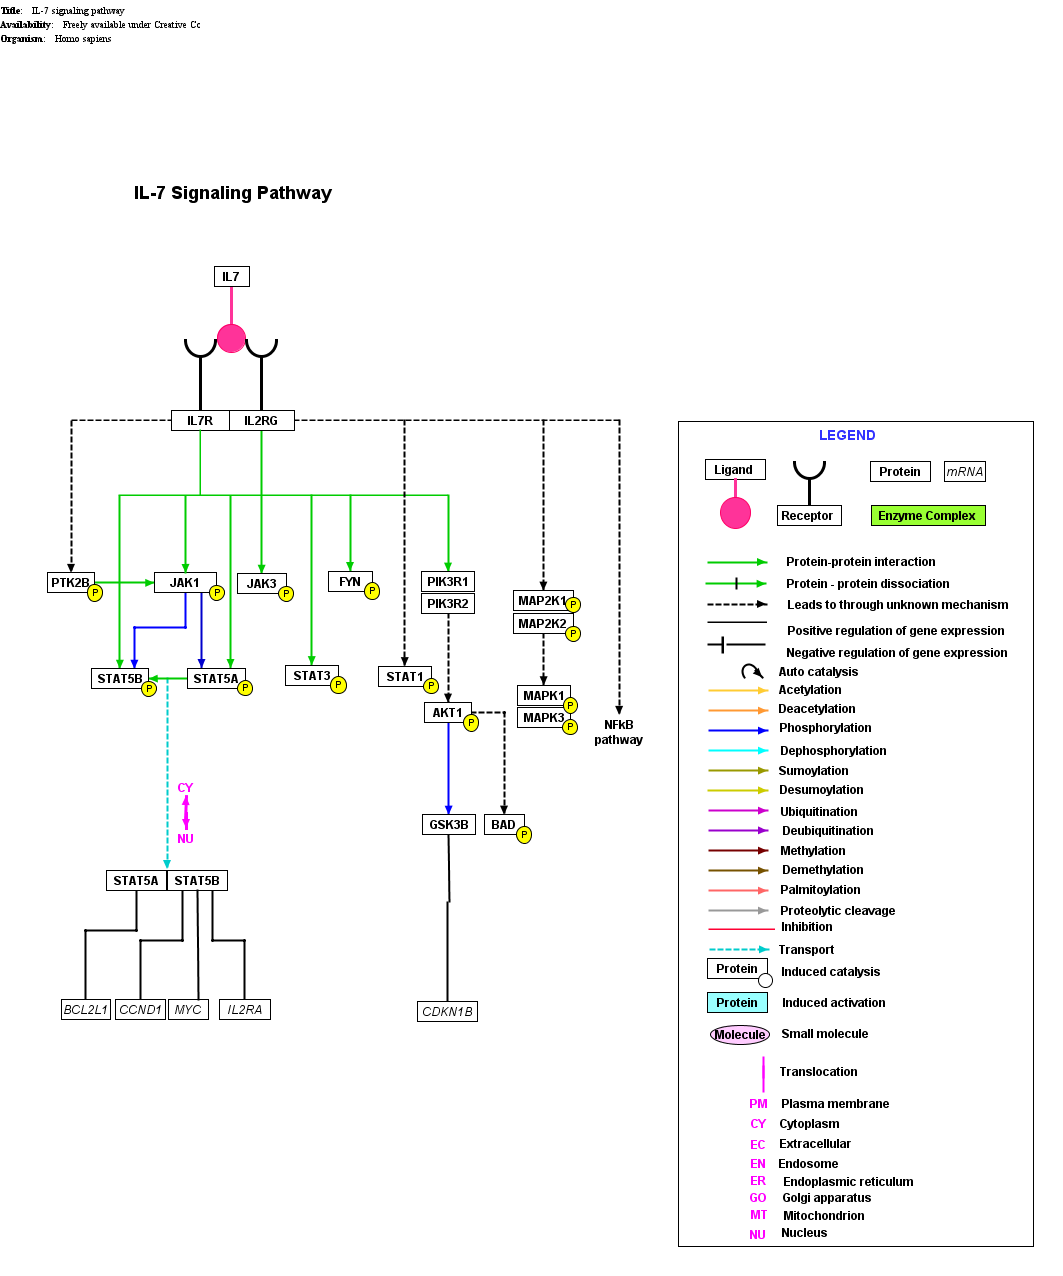 Title: IL-7 signaling pathway
Availability: Freely available under Creative Cc
Organism: Homo sapiens
IL-7 Signaling Pathway
IL7
IL7R IL2RG
PTK2B P
JAK1 P
JAK3 P
FYN P
PIK3R1
PIK3R2
MAP2K1 P
MAP2K2 P
STAT5B P
STAT5A P
STAT3 P
STAT1 P
AKT1 P
MAPK1 P
MAPK3 P
NFkB
pathway
CY
NU
GSK3B
BAD P
STAT5A STAT5B
BCL2L1 CCND1 MYC IL2RA
CDKN1B
LEGEND
Ligand
Receptor
Protein
mRNA
Enzyme Complex
Protein-protein interaction
Protein - protein dissociation
Leads to through unknown mechanism
Positive regulation of gene expression
Negative regulation of gene expression
Auto catalysis
Acetylation
Deacetylation
Phosphorylation
Dephosphorylation
Sumoylation
Desumoylation
Ubiquitination
Deubiquitination
Methylation
Demethylation
Palmitoylation
Proteolytic cleavage
Inhibition
Transport
Protein Induced catalysis
Protein Induced activation
Molecule Small molecule
Translocation
PM Plasma membrane
CY Cytoplasm
EC Extracellular
EN Endosome
ER Endoplasmic reticulum
GO Golgi apparatus
MT Mitochondrion
NU Nucleus